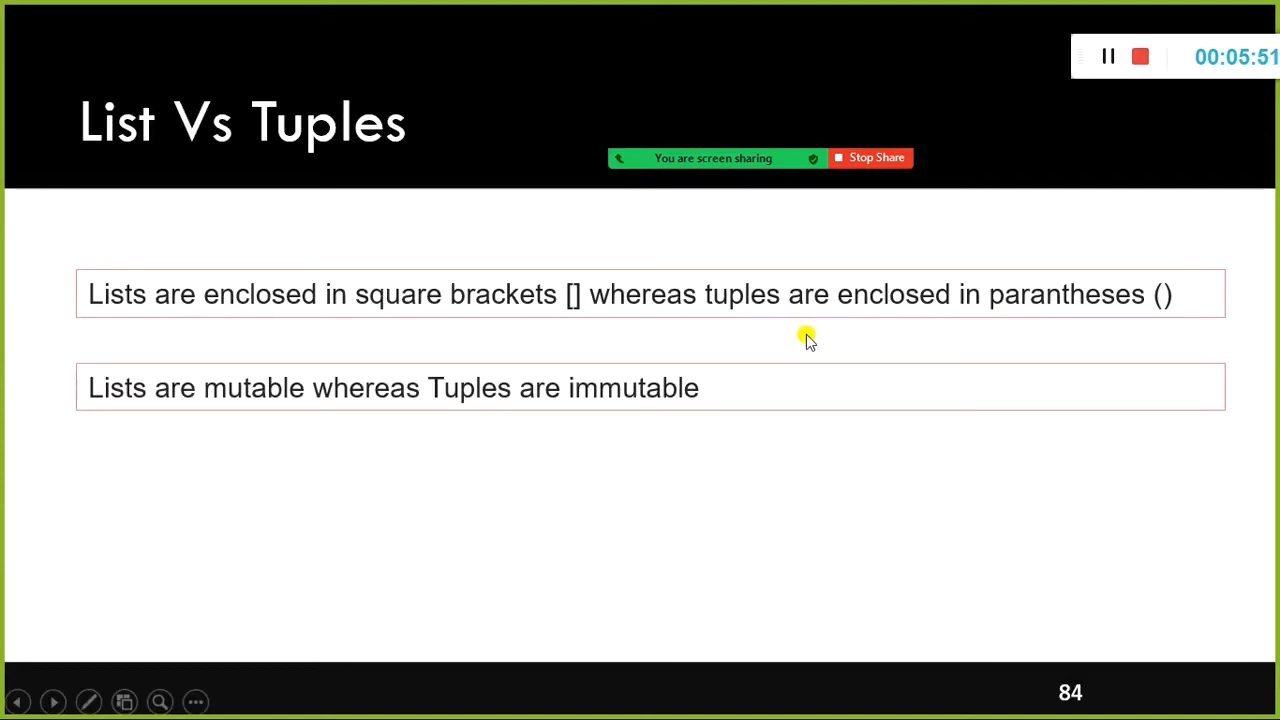 00:05:51
List Vs Tuples
You are screen sharing
Stop Share
Lists are enclosed in square brackets [] whereas tuples are enclosed in parantheses ()
Lists are mutable whereas Tuples are immutable
84